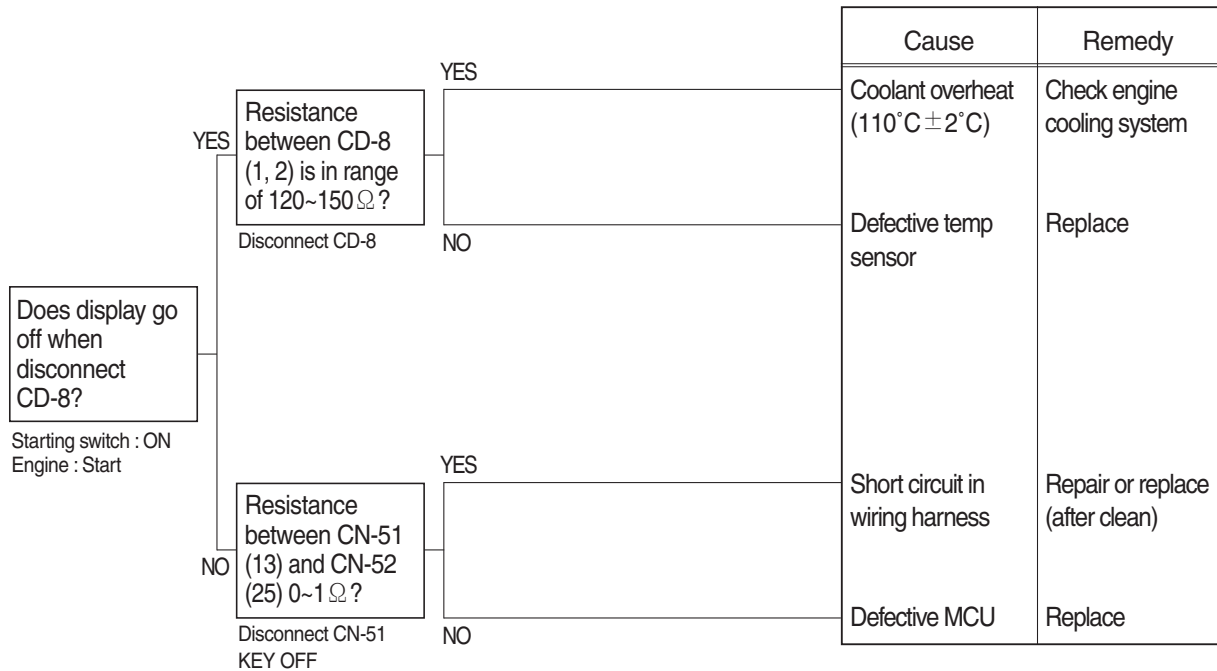 Cause
Remedy
YES
Coolant overheat
(110˚C±2˚C)
Check engine
cooling system
YES
Resistance
between CD-8
(1, 2) is in range
of 120~150Ω?
Disconnect CD-8
NO
Defective temp
sensor
Replace
Does display go
off when
disconnect
CD-8?
Starting switch : ON
Engine : Start
YES
Short circuit in
wiring harness
Repair or replace
(after clean)
NO
Resistance
between CN-51
(13) and CN-52
(25) 0~1Ω?
Disconnect CN-51
KEY OFF
NO
Defective MCU
Replace